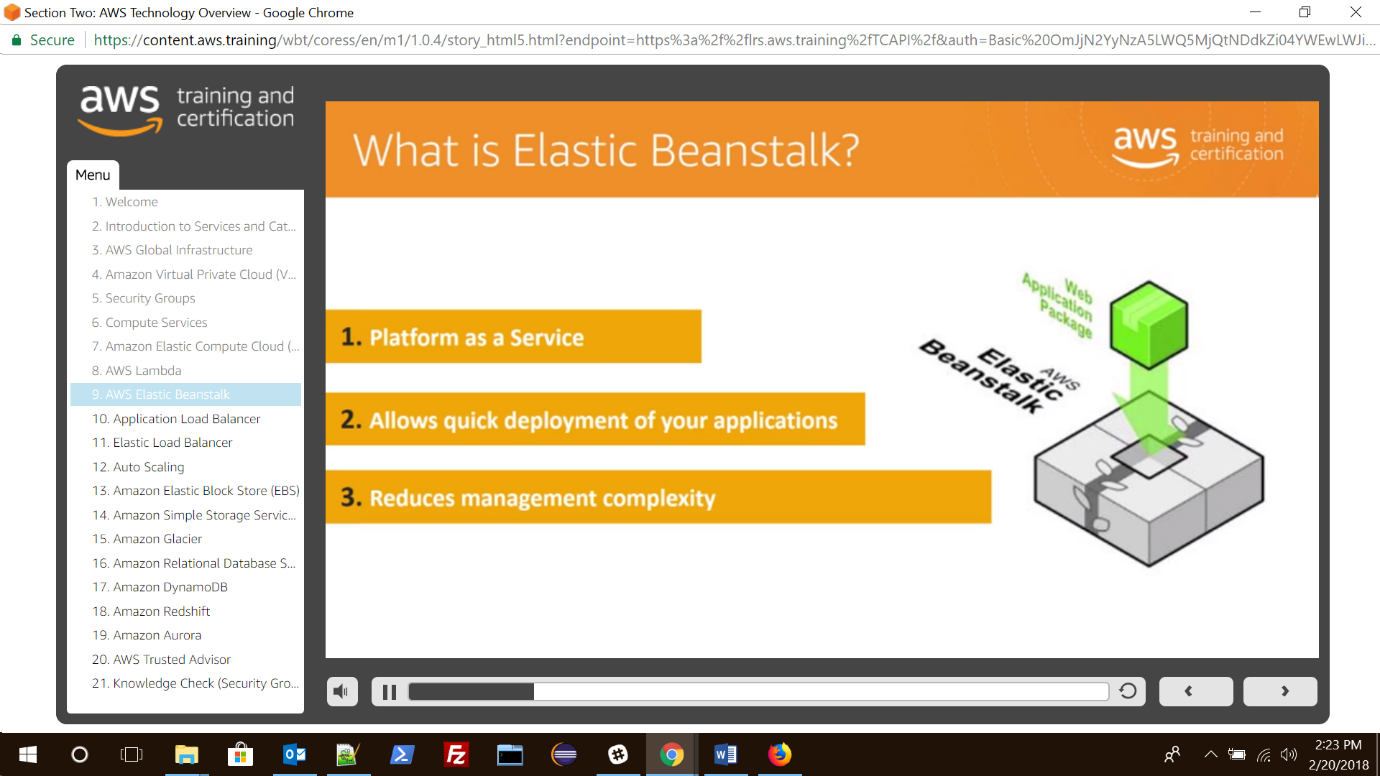 Section Two: AWS Technology Overview - Google Chrome
Secure
https://content.aws.training/wbt/coress/en/m1/1.0.4/story_html5.html?endpoint=https%3a%2f%2flrs.aws.training%2fTCAPI%2f&auth=Basic%20OmJjN2YyNzA5LWQ5MjQtNDdkZi04YWEwLWJi...
aws training and certification
Menu
1. Welcome
2. Introduction to Services and Cat...
3. AWS Global Infrastructure
4. Amazon Virtual Private Cloud (V...
5. Security Groups
6. Compute Services
7. Amazon Elastic Compute Cloud (...
8. AWS Lambda
9. AWS Elastic Beanstalk
10. Application Load Balancer
11. Elastic Load Balancer
12. Auto Scaling
13. Amazon Elastic Block Store (EBS)
14. Amazon Simple Storage Servic...
15. Amazon Glacier
16. Amazon Relational Database S...
17. Amazon DynamoDB
18. Amazon Redshift
19. Amazon Aurora
20. AWS Trusted Advisor
21. Knowledge Check (Security Gro...
What is Elastic Beanstalk?
aws training and certification
1. Platform as a Service
2. Allows quick deployment of your applications
3. Reduces management complexity
Web
Application
Package
AWS
Elastic
Beanstalk
2:23 PM
2/20/2018